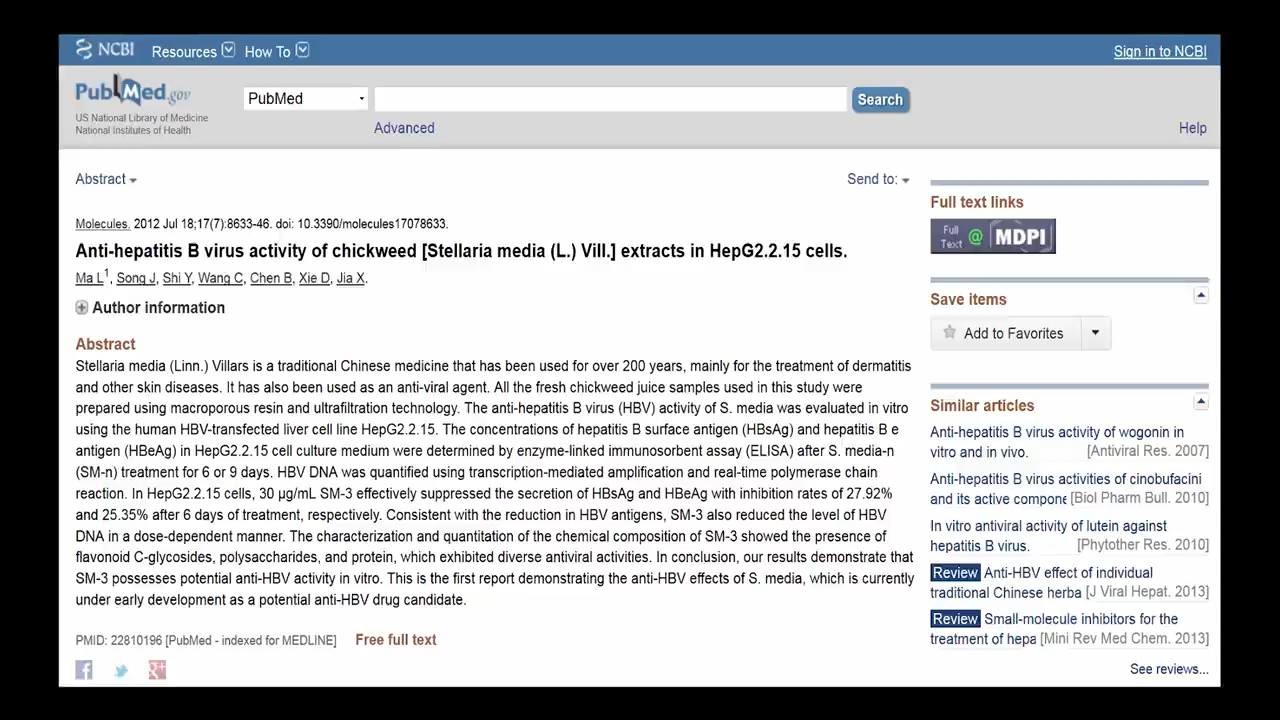 NCBI Resources How To Sign in to NCBI
PubMed.gov
US National Library of Medicine
National Institutes of Health
PubMed Search
Advanced Help
Abstract Send to:
Molecules. 2012 Jul 18;17(7):8633-46. doi: 10.3390/molecules17078633.
Anti-hepatitis B virus activity of chickweed [Stellaria media (L.) Vill.] extracts in HepG2.2.15 cells.
Ma L1, Song J, Shi Y, Wang C, Chen B, Xie D, Jia X.
Author information
Abstract
Stellaria media (Linn.) Villars is a traditional Chinese medicine that has been used for over 200 years, mainly for the treatment of dermatitis
and other skin diseases. It has also been used as an anti-viral agent. All the fresh chickweed juice samples used in this study were
prepared using macroporous resin and ultrafiltration technology. The anti-hepatitis B virus (HBV) activity of S. media was evaluated in vitro
using the human HBV-transfected liver cell line HepG2.2.15. The concentrations of hepatitis B surface antigen (HBsAg) and hepatitis B e
antigen (HBeAg) in HepG2.2.15 cell culture medium were determined by enzyme-linked immunosorbent assay (ELISA) after S. media-n
(SM-n) treatment for 6 or 9 days. HBV DNA was quantified using transcription-mediated amplification and real-time polymerase chain
reaction. In HepG2.2.15 cells, 30 μg/mL SM-3 effectively suppressed the secretion of HBsAg and HBeAg with inhibition rates of 27.92%
and 25.35% after 6 days of treatment, respectively. Consistent with the reduction in HBV antigens, SM-3 also reduced the level of HBV
DNA in a dose-dependent manner. The characterization and quantitation of the chemical composition of SM-3 showed the presence of
flavonoid C-glycosides, polysaccharides, and protein, which exhibited diverse antiviral activities. In conclusion, our results demonstrate that
SM-3 possesses potential anti-HBV activity in vitro. This is the first report demonstrating the anti-HBV effects of S. media, which is currently
under early development as a potential anti-HBV drug candidate.
PMID: 22810196 [PubMed - indexed for MEDLINE] Free full text
Full text links
Full Text @ MDPI
Save items
Add to Favorites
Similar articles
Anti-hepatitis B virus activity of wogonin in
vitro and in vivo. [Antiviral Res. 2007]
Anti-hepatitis B virus activities of cinobufacini
and its active compone [Biol Pharm Bull. 2010]
In vitro antiviral activity of lutein against
hepatitis B virus. [Phytother Res. 2010]
Review Anti-HBV effect of individual
traditional Chinese herba [J Viral Hepat. 2013]
Review Small-molecule inhibitors for the
treatment of hepa [Mini Rev Med Chem. 2013]
See reviews...